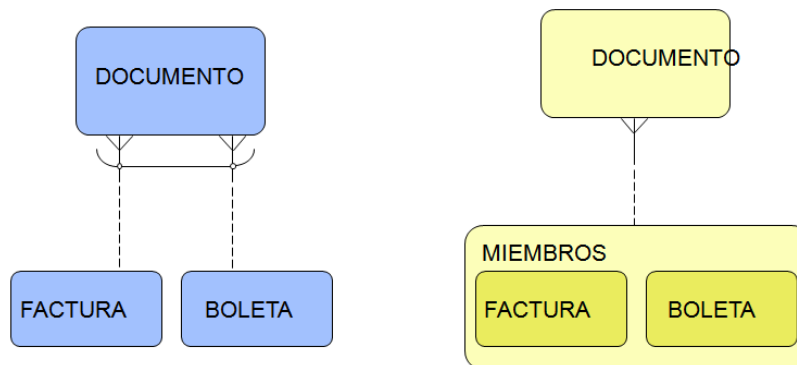 DOCUMENTO
FACTURA
BOLETA
DOCUMENTO
MIEMBROS
FACTURA
BOLETA